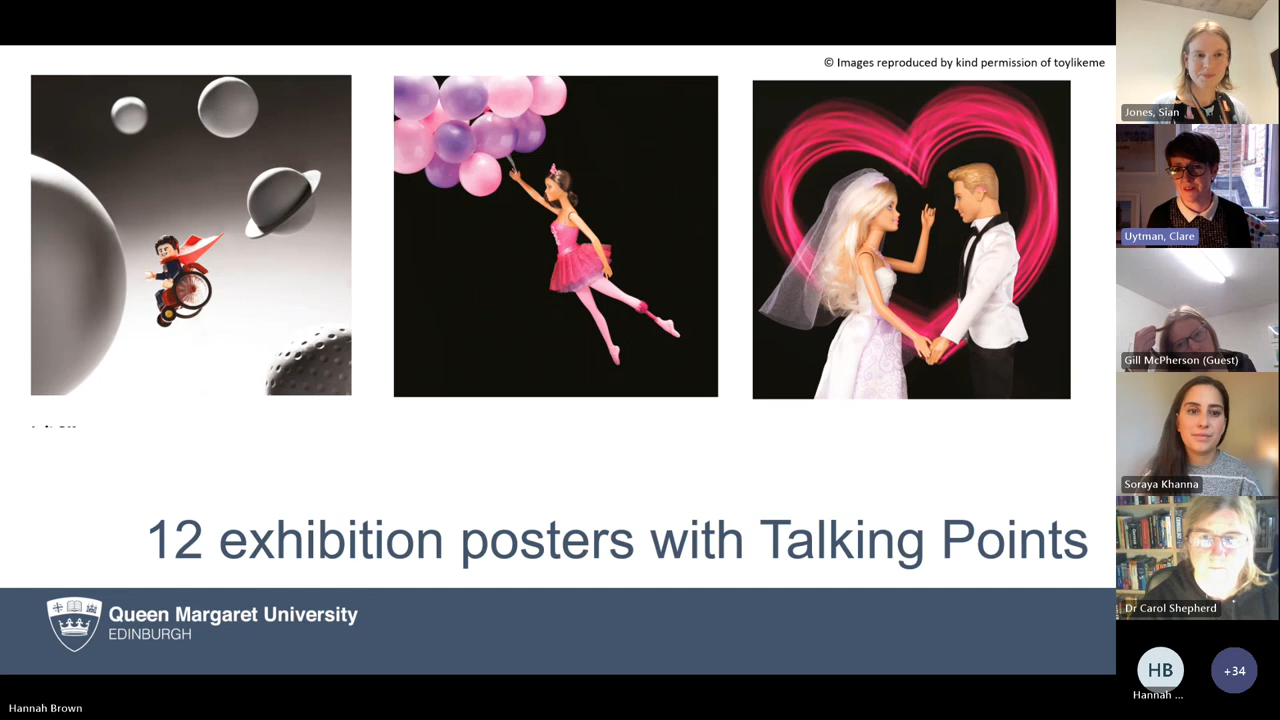 © Images reproduced by kind permission of toylikeme
12 exhibition posters with Talking Points
Queen Margaret University
EDINBURGH
Hannah Brown
Jones, Sian
Uytman, Clare
Gill McPherson (Guest)
Soraya Khanna
Dr Carol Shepherd
HB
Hannah ...
+34